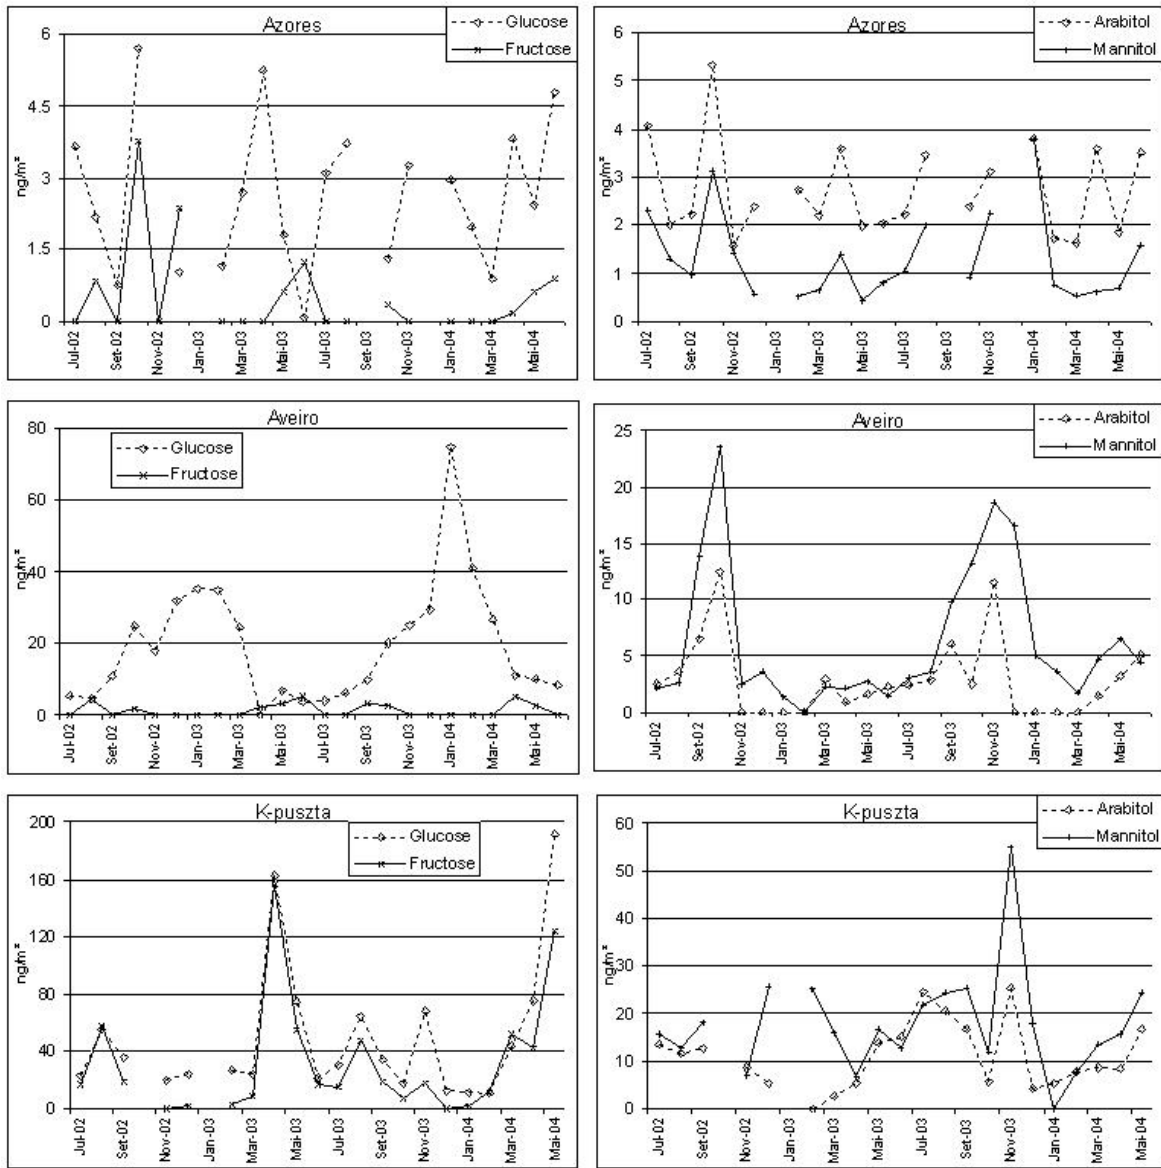 Azores
Glucose
Fructose
6
4.5
3
1.5
0
ng/m³
Jul-02 Set-02 Nov-02 Jan-03 Mar-03 Mai-03 Jul-03 Set-03 Nov-03 Jan-04 Mar-04 Mai-04
Azores
Arabitol
Mannitol
6
5
4
3
2
1
0
ng/m³
Jul-02 Set-02 Nov-02 Jan-03 Mar-03 Mai-03 Jul-03 Set-03 Nov-03 Jan-04 Mar-04 Mai-04
Aveiro
Glucose
Fructose
80
60
40
20
0
ng/m³
Jul-02 Set-02 Nov-02 Jan-03 Mar-03 Mai-03 Jul-03 Set-03 Nov-03 Jan-04 Mar-04 Mai-04
Aveiro
Arabitol
Mannitol
25
20
15
10
5
0
ng/m³
Jul-02 Set-02 Nov-02 Jan-03 Mar-03 Mai-03 Jul-03 Set-03 Nov-03 Jan-04 Mar-04 Mai-04
K-puszta
Glucose
Fructose
200
160
120
80
40
0
ng/m³
Jul-02 Set-02 Nov-02 Jan-03 Mar-03 Mai-03 Jul-03 Set-03 Nov-03 Jan-04 Mar-04 Mai-04
K-puszta
Arabitol
Mannitol
60
50
40
30
20
10
0
ng/m³
Jul-02 Set-02 Nov-02 Jan-03 Mar-03 Mai-03 Jul-03 Set-03 Nov-03 Jan-04 Mar-04 Mai-04